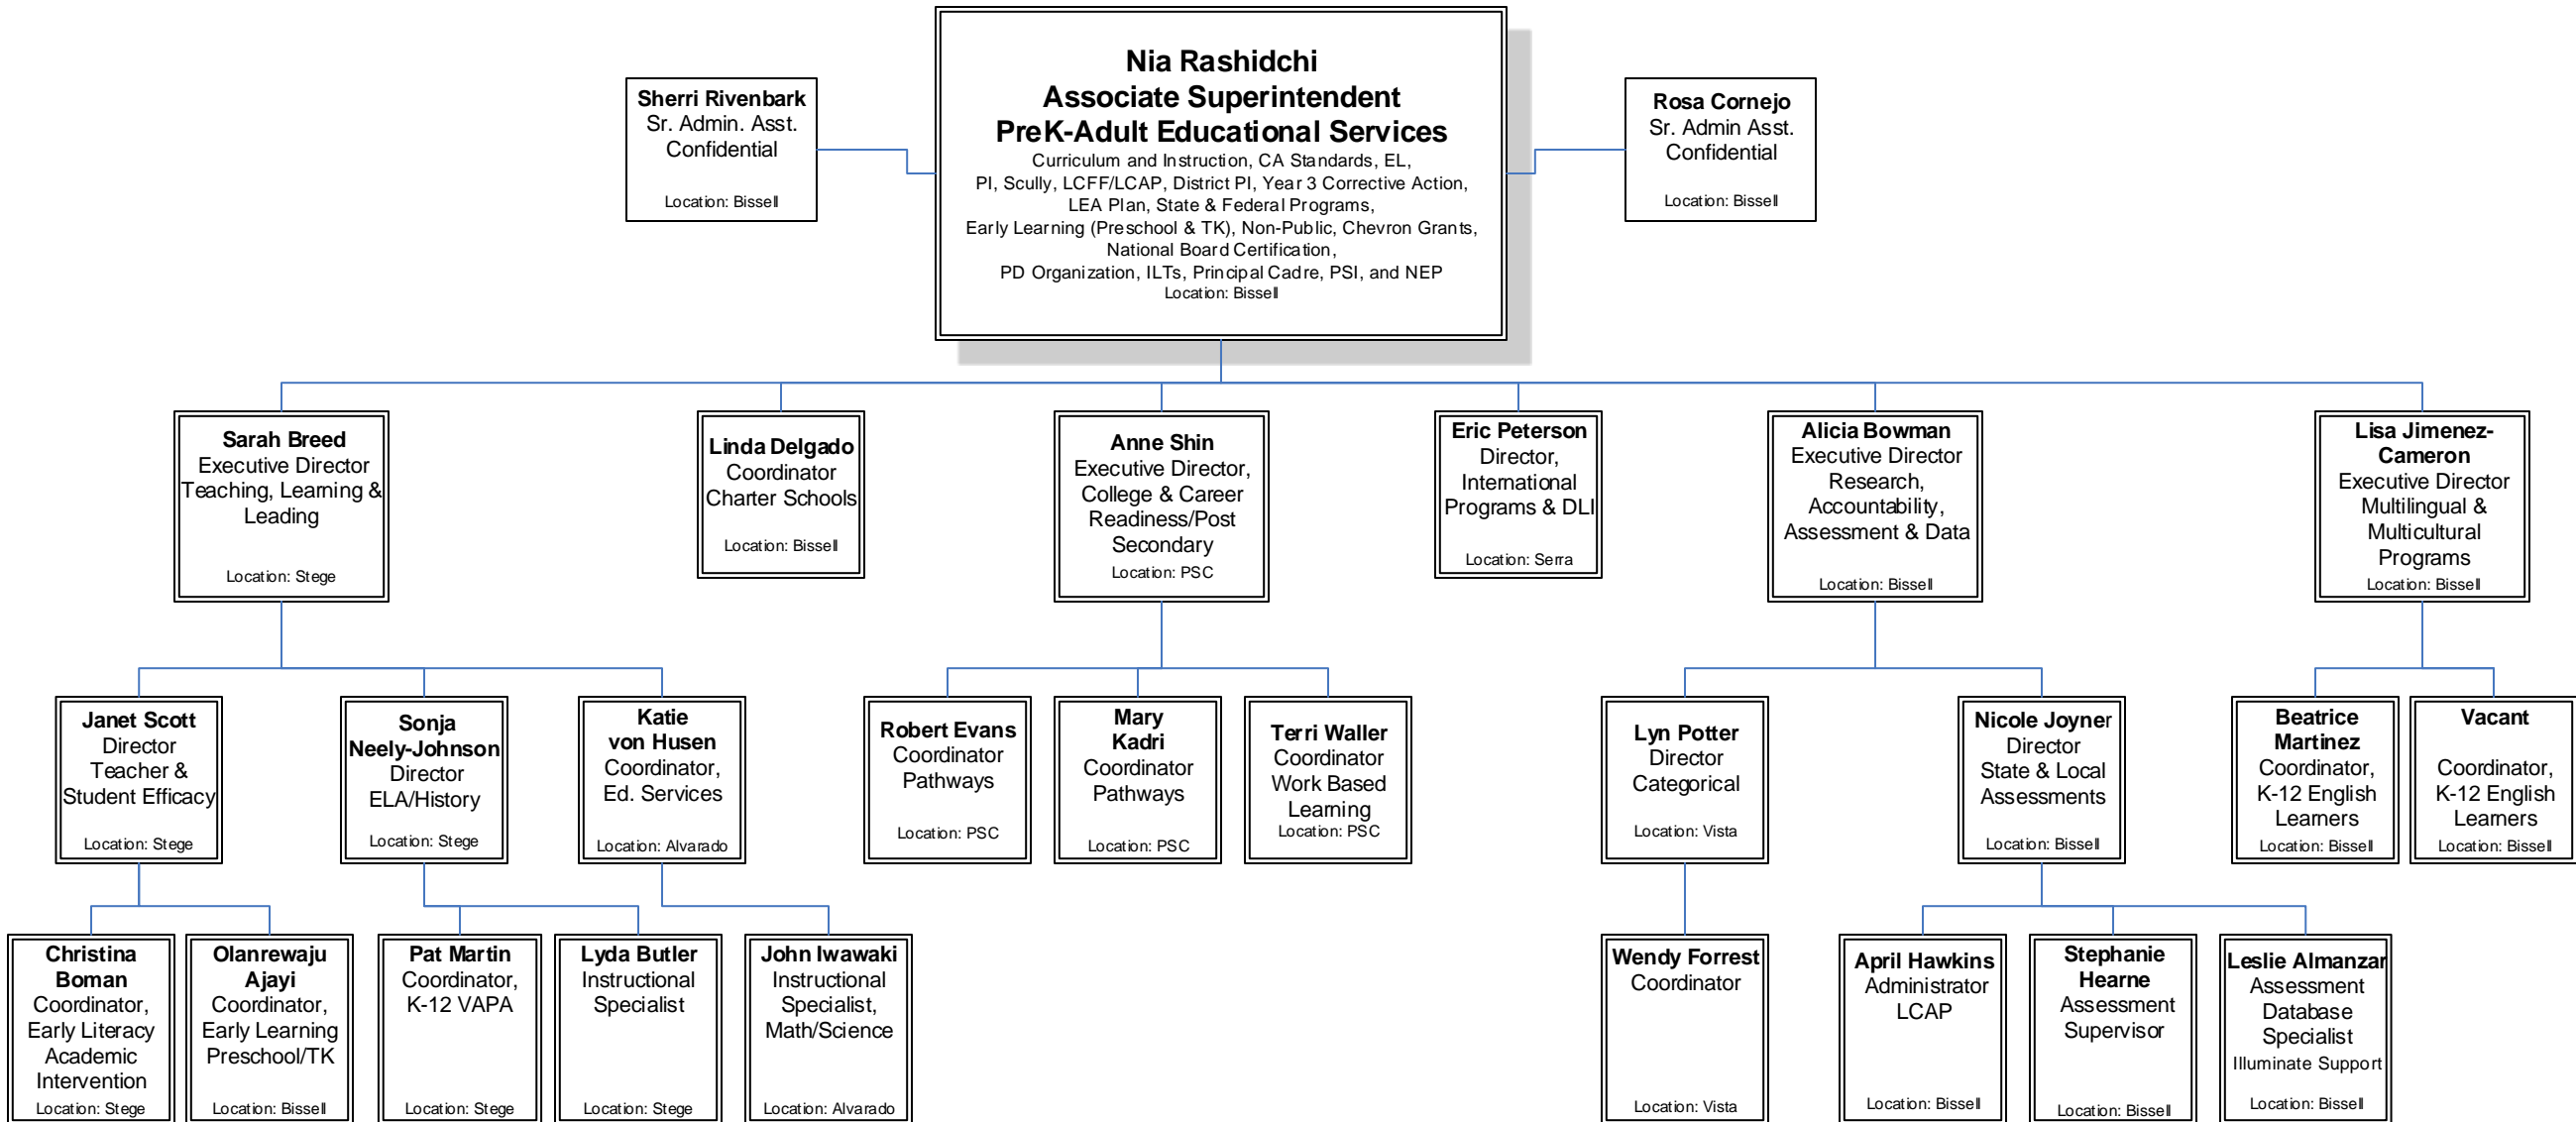 Nia Rashidchi
Associate Superintendent
PreK-Adult Educational Services
Curriculum and Instruction, CA Standards, EL,
PI, Scully, LCFF/LCAP, District PI, Year 3 Corrective Action,
LEA Plan, State & Federal Programs,
Early Learning (Preschool & TK), Non-Public, Chevron Grants,
National Board Certification,
PD Organization, ILTs, Principal Cadre, PSI, and NEP
Location: Bissell
Sherri Rivenbark
Sr. Admin. Asst.
Confidential
Location: Bissell
Rosa Cornejo
Sr. Admin Asst.
Confidential
Location: Bissell
Sarah Breed
Executive Director
Teaching, Learning &
Leading
Location: Stege
Linda Delgado
Coordinator
Charter Schools
Location: Bissell
Anne Shin
Executive Director,
College & Career
Readiness/Post
Secondary
Location: PSC
Eric Peterson
Director,
International
Programs & DLI
Location: Serra
Alicia Bowman
Executive Director
Research,
Accountability,
Assessment & Data
Location: Bissell
Lisa Jimenez-
Cameron
Executive Director
Multilingual &
Multicultural
Programs
Location: Bissell
Janet Scott
Director
Teacher &
Student Efficacy
Location: Stege
Sonja
Neely-Johnson
Director
ELA/History
Location: Stege
Katie
von Husen
Coordinator,
Ed. Services
Location: Alvarado
Robert Evans
Coordinator
Pathways
Location: PSC
Mary
Kadri
Coordinator
Pathways
Location: PSC
Terri Waller
Coordinator
Work Based
Learning
Location: PSC
Lyn Potter
Director
Categorical
Location: Vista
Nicole Joyner
Director
State & Local
Assessments
Location: Bissell
Beatrice
Martinez
Coordinator,
K-12 English
Learners
Location: Bissell
Vacant
Coordinator,
K-12 English
Learners
Location: Bissell
Christina
Boman
Coordinator,
Early Literacy
Academic
Intervention
Location: Stege
Olanrewaju
Ajayi
Coordinator,
Early Learning
Preschool/TK
Location: Bissell
Pat Martin
Coordinator,
K-12 VAPA
Location: Stege
Lyda Butler
Instructional
Specialist
Location: Stege
John Iwawaki
Instructional
Specialist,
Math/Science
Location: Alvarado
Wendy Forrest
Coordinator
Location: Vista
April Hawkins
Administrator
LCAP
Location: Bissell
Stephanie
Hearne
Assessment
Supervisor
Location: Bissell
Leslie Almanzar
Assessment
Database
Specialist
Illuminate Support
Location: Bissell